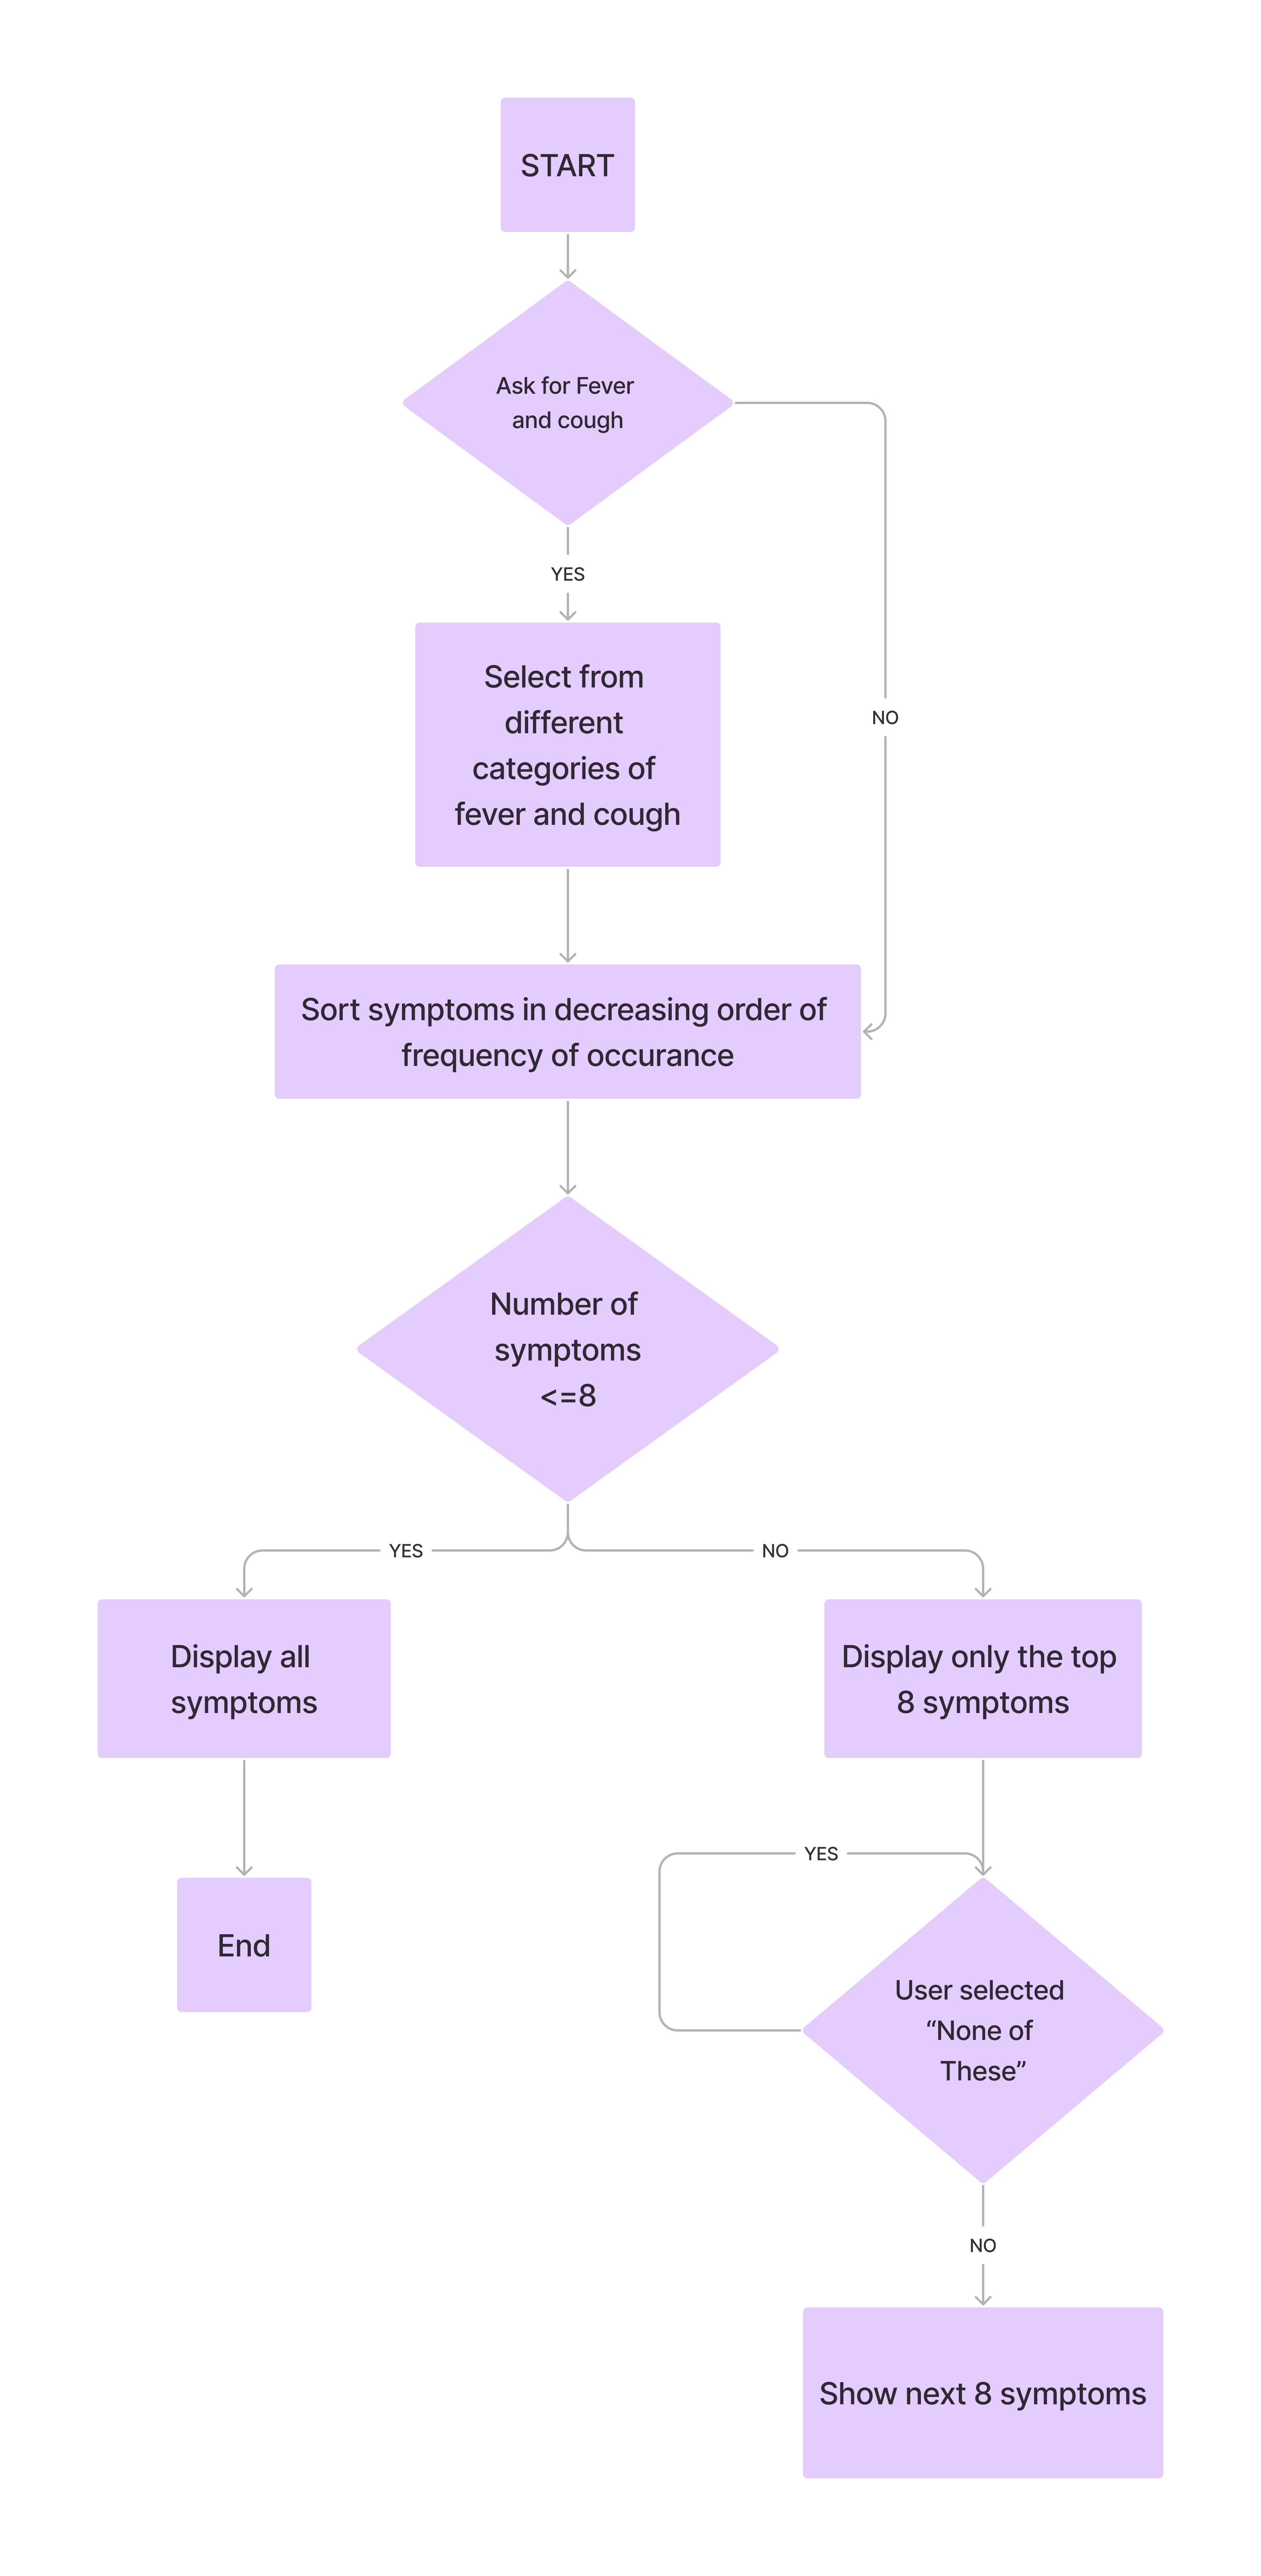 START
Ask for Fever
and cough
YES
Select from
different
categories of
fever and cough
NO
Sort symptoms in decreasing order of
frequency of occurance
Number of
symptoms
<=8
YES
NO
Display all
symptoms
Display only the top
8 symptoms
YES
End
User selected
“None of
These”
NO
Show next 8 symptoms